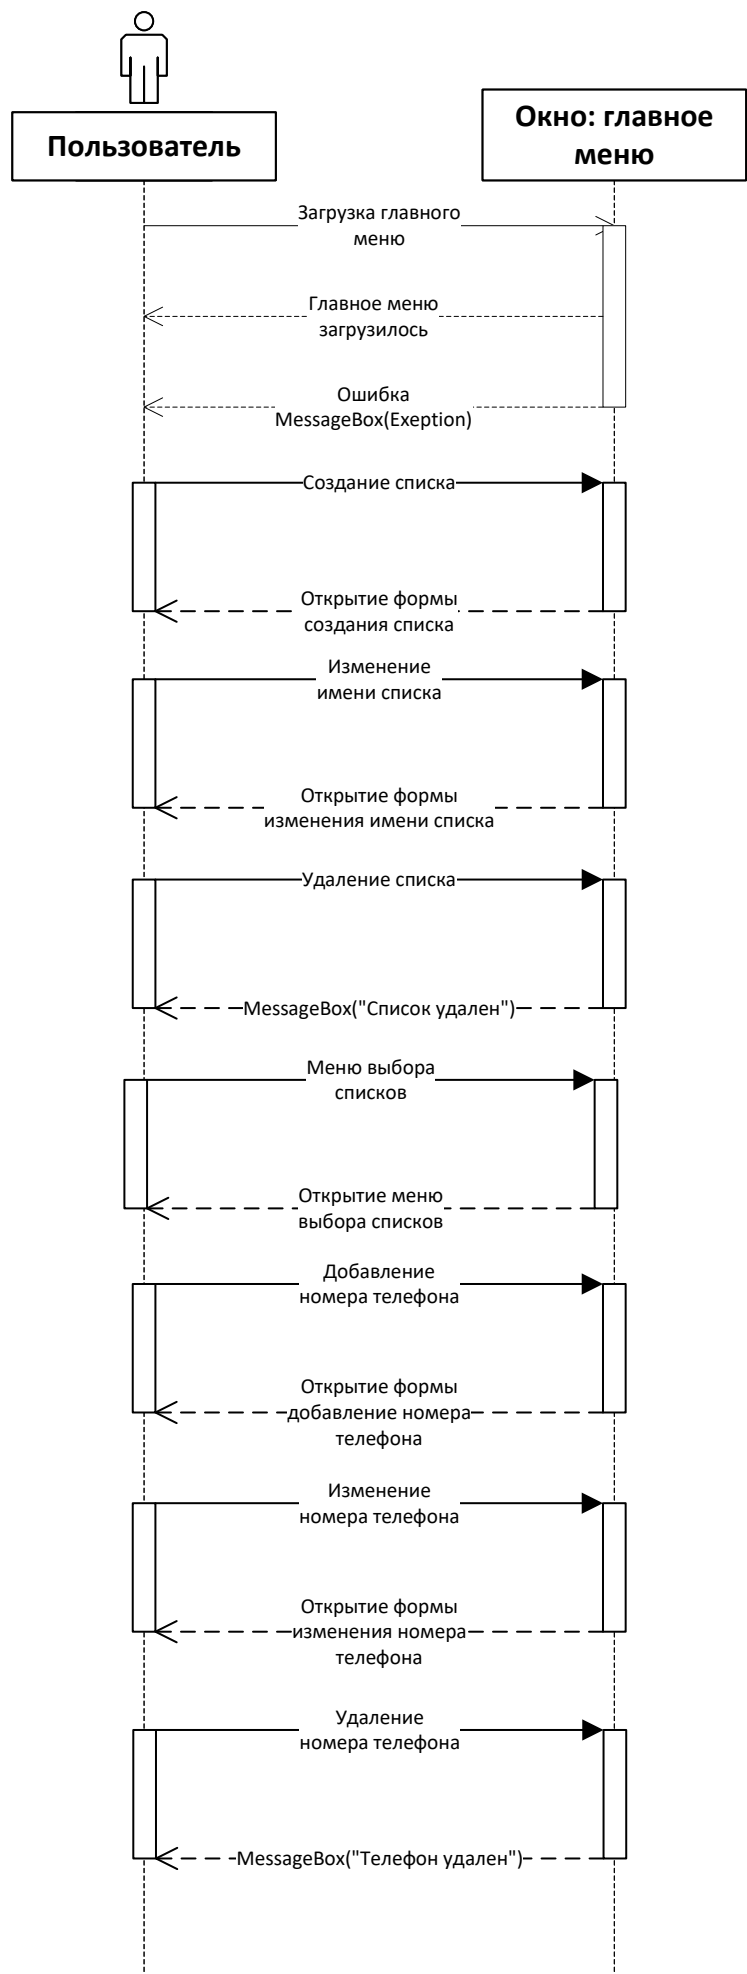 Пользователь
Окно: главное
меню
Загрузка главного
меню
Главное меню
загрузилось
Ошибка
MessageBox(Exeption)
Создание списка
Открытие формы
создания списка
Изменение
имени списка
Открытие формы
изменения имени списка
Удаление списка
MessageBox("Список удален")
Меню выбора
списков
Открытие меню
выбора списков
Добавление
номера телефона
Открытие формы
добавление номера
телефона
Изменение
номера телефона
Открытие формы
изменения номера
телефона
Удаление
номера телефона
MessageBox("Телефон удален")